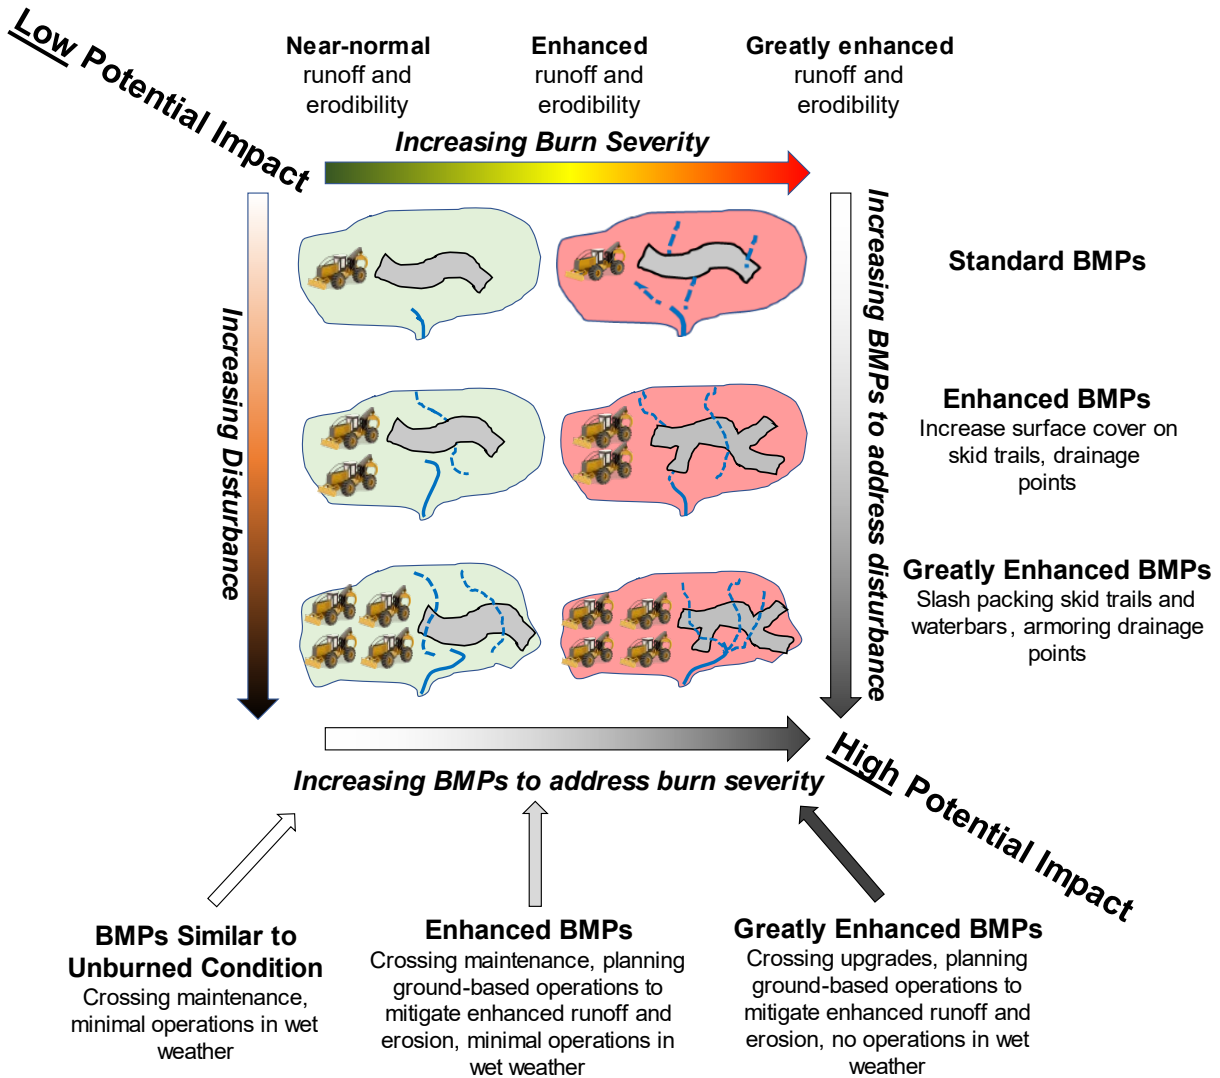 Low Potential Impact
Near-normal
runoff and
erodibility
Enhanced
runoff and
erodibility
Greatly enhanced
runoff and
erodibility
Increasing Burn Severity
Increasing Disturbance
Increasing BMPs to address disturbance
Standard BMPs
Enhanced BMPs
Increase surface cover on
skid trails, drainage
points
Greatly Enhanced BMPs
Slash packing skid trails and
waterbars, armoring drainage
points
Increasing BMPs to address burn severity
High Potential Impact
BMPs Similar to
Unburned Condition
Crossing maintenance,
minimal operations in wet
weather
Enhanced BMPs
Crossing maintenance, planning
ground-based operations to
mitigate enhanced runoff and
erosion, minimal operations in
wet weather
Greatly Enhanced BMPs
Crossing upgrades, planning
ground-based operations to
mitigate enhanced runoff and
erosion, no operations in wet
weather